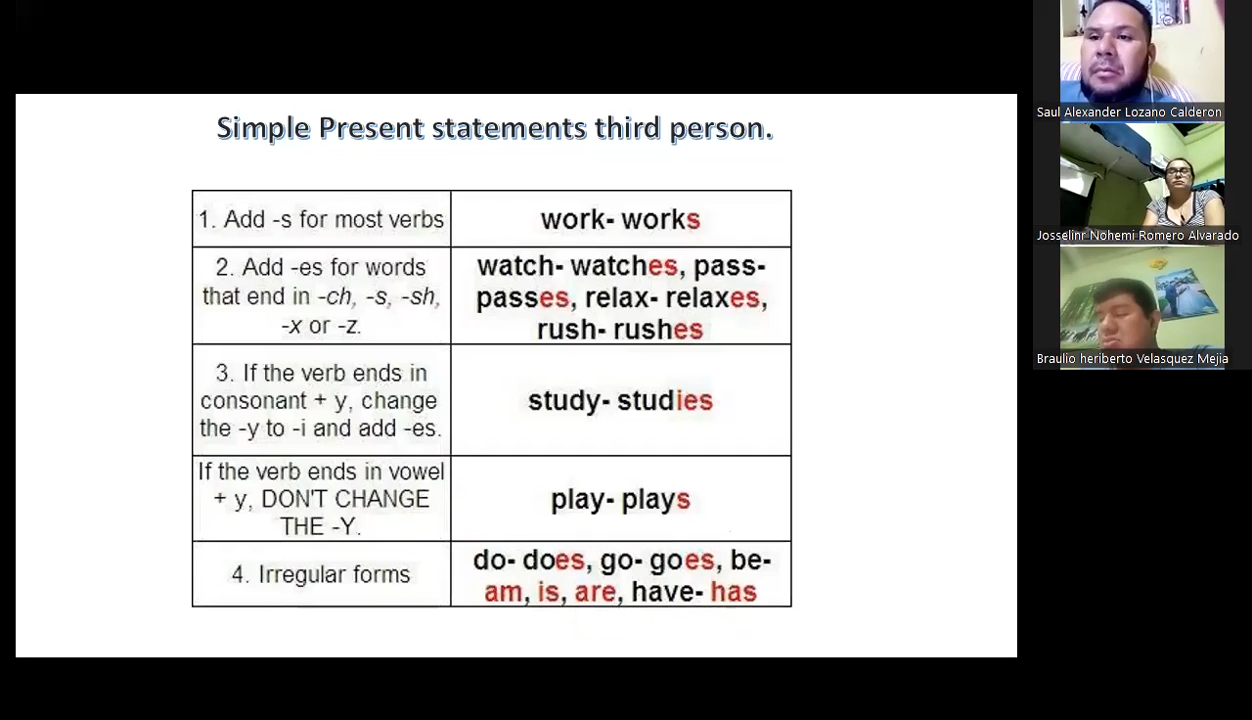 Simple Present statements third person.
1. Add -s for most verbs
work- works
2. Add -es for words
that end in -ch, -s, -sh,
-x or -z.
watch- watches, pass-
passes, relax- relaxes,
rush- rushes
3. If the verb ends in
consonant + y, change
the -y to -i and add -es.
study- studies
If the verb ends in vowel
+ y, DON'T CHANGE
THE -Y.
play- plays
4. Irregular forms
do- does, go- goes, be-
am, is, are, have- has
Saul Alexander Lozano Calderon
Josselinr Nohemi Romero Alvarado
Braulio heriberto Velasquez Mejia